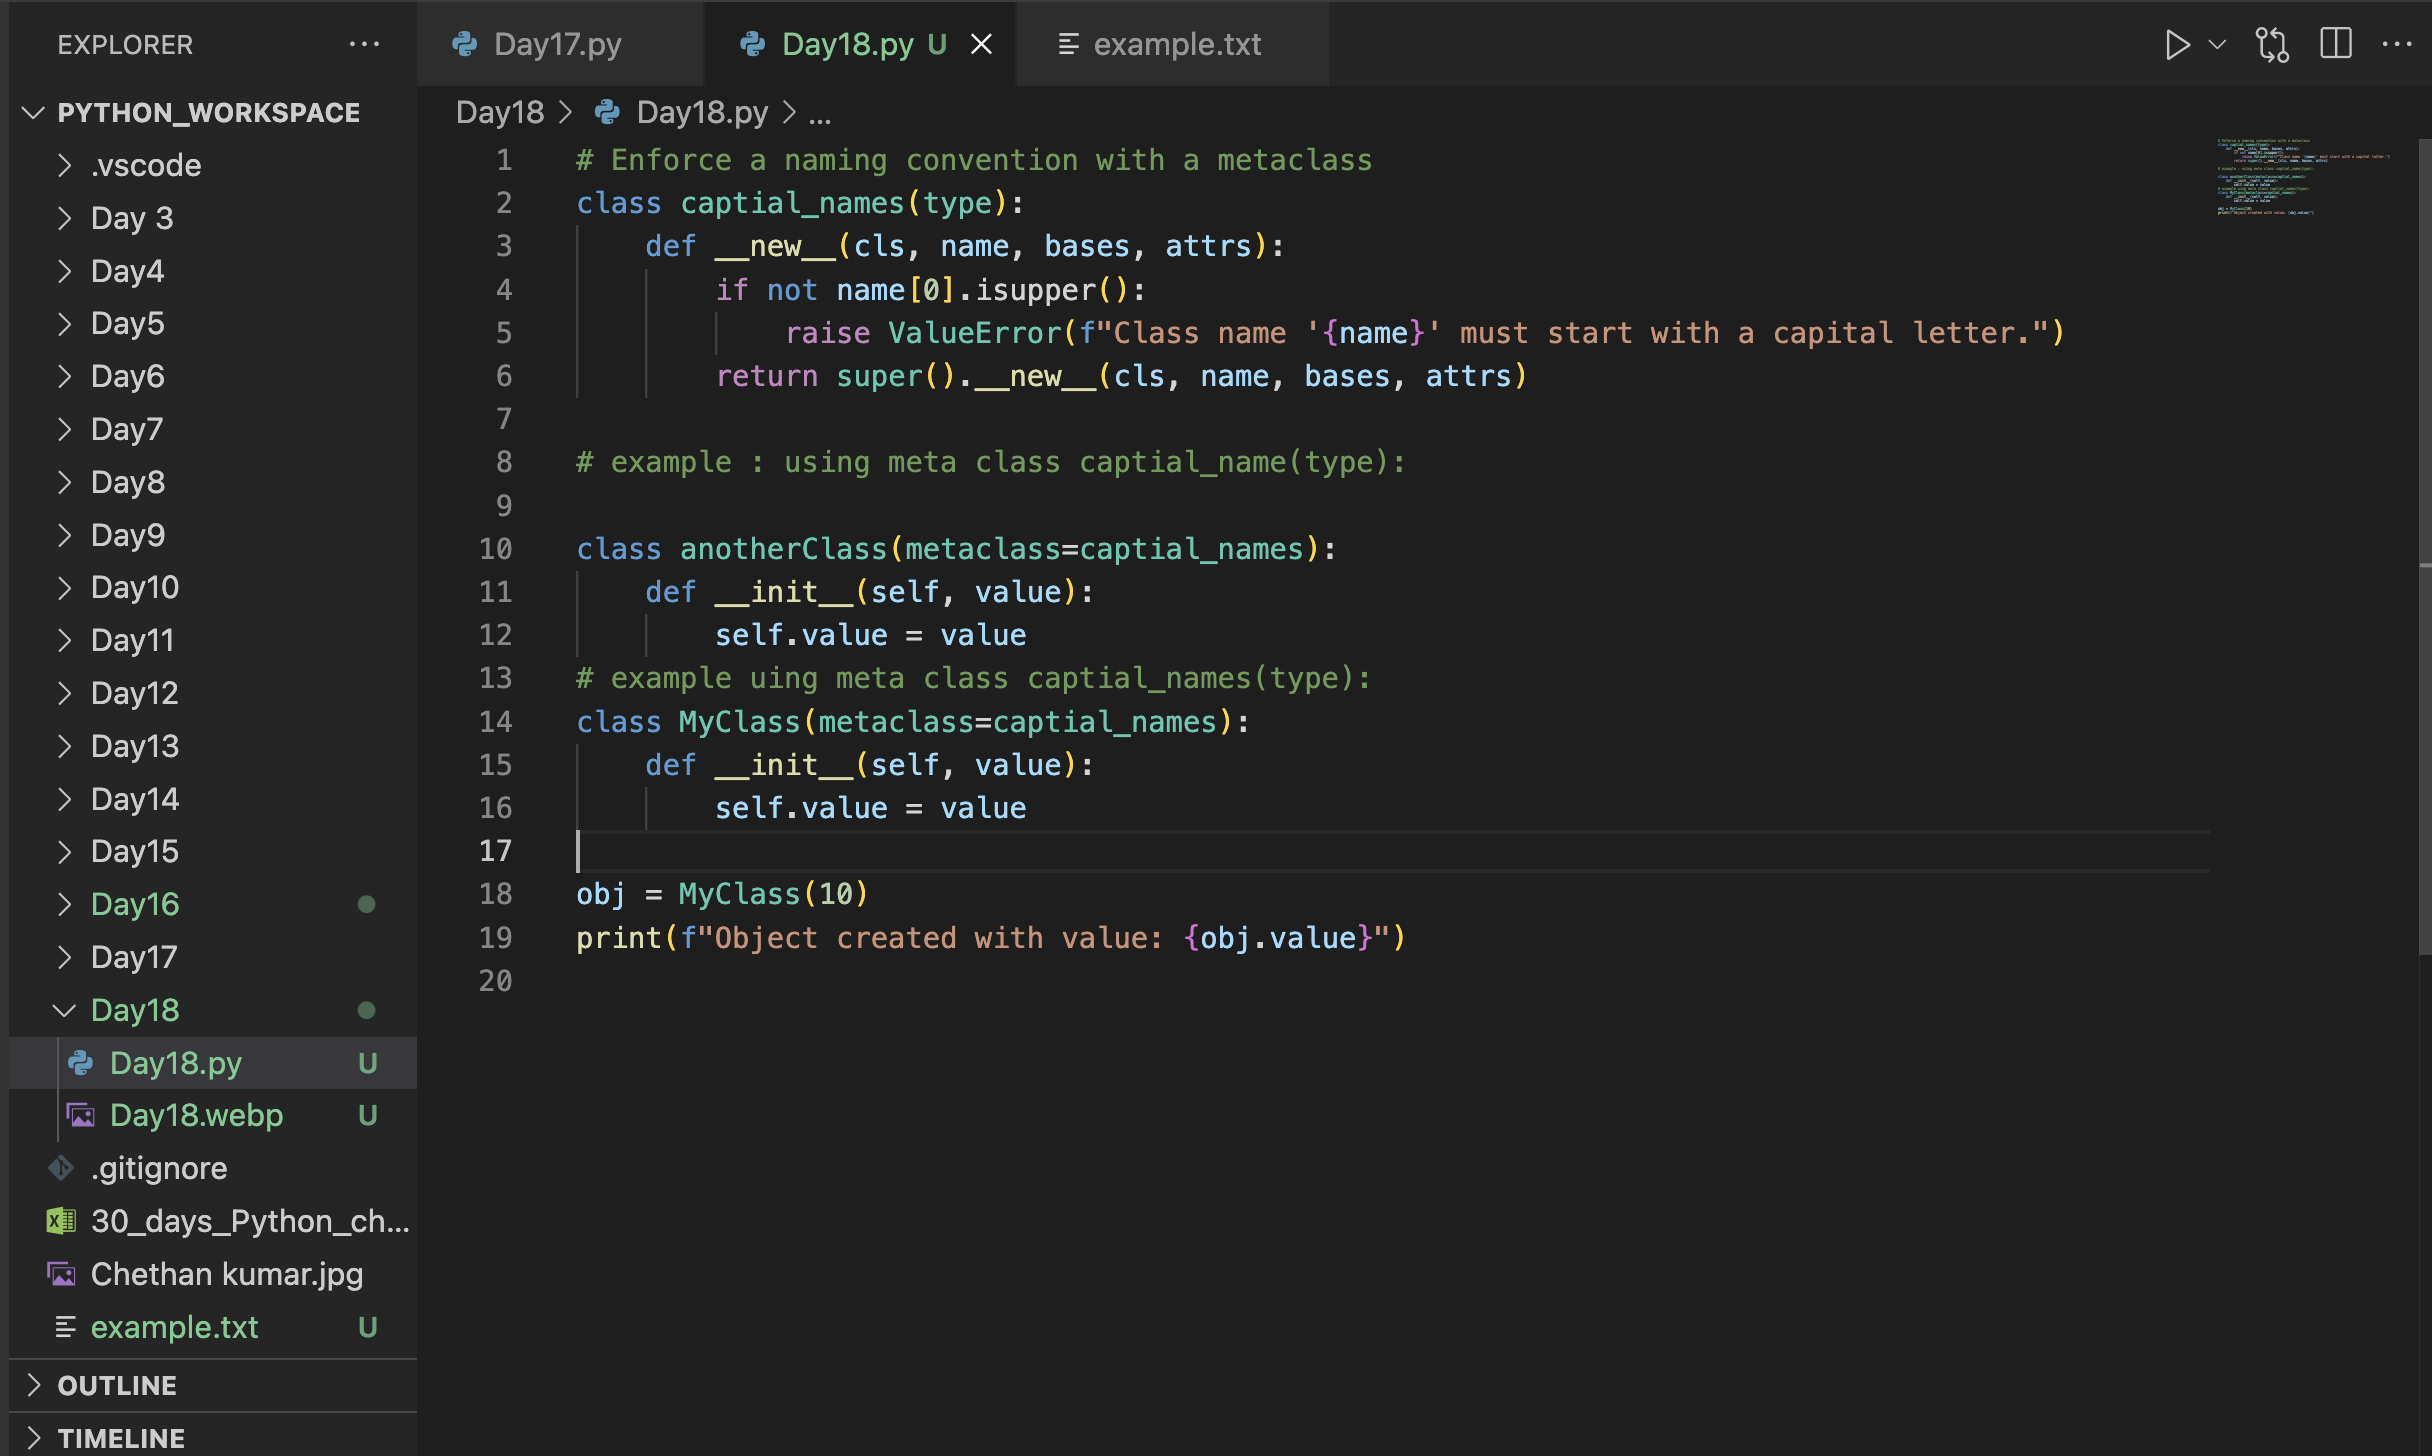 EXPLORER
PYTHON_WORKSPACE
.vscode
Day 3
Day4
Day5
Day6
Day7
Day8
Day9
Day10
Day11
Day12
Day13
Day14
Day15
Day16
Day17
Day18
Day18.py U
Day18.webp U
.gitignore
30_days_Python_ch...
Chethan kumar.jpg
example.txt U
OUTLINE
TIMELINE
Day17.py Day18.py U example.txt
Day18 > Day18.py > ...
1 # Enforce a naming convention with a metaclass
2 class captial_names(type):
3     def __new__(cls, name, bases, attrs):
4         if not name[0].isupper():
5             raise ValueError(f"Class name '{name}' must start with a capital letter.")
6         return super().__new__(cls, name, bases, attrs)
7
8 # example : using meta class captial_name(type):
9
10 class anotherClass(metaclass=captial_names):
11     def __init__(self, value):
12         self.value = value
13 # example uing meta class captial_names(type):
14 class MyClass(metaclass=captial_names):
15     def __init__(self, value):
16         self.value = value
17
18 obj = MyClass(10)
19 print(f"Object created with value: {obj.value}")
20